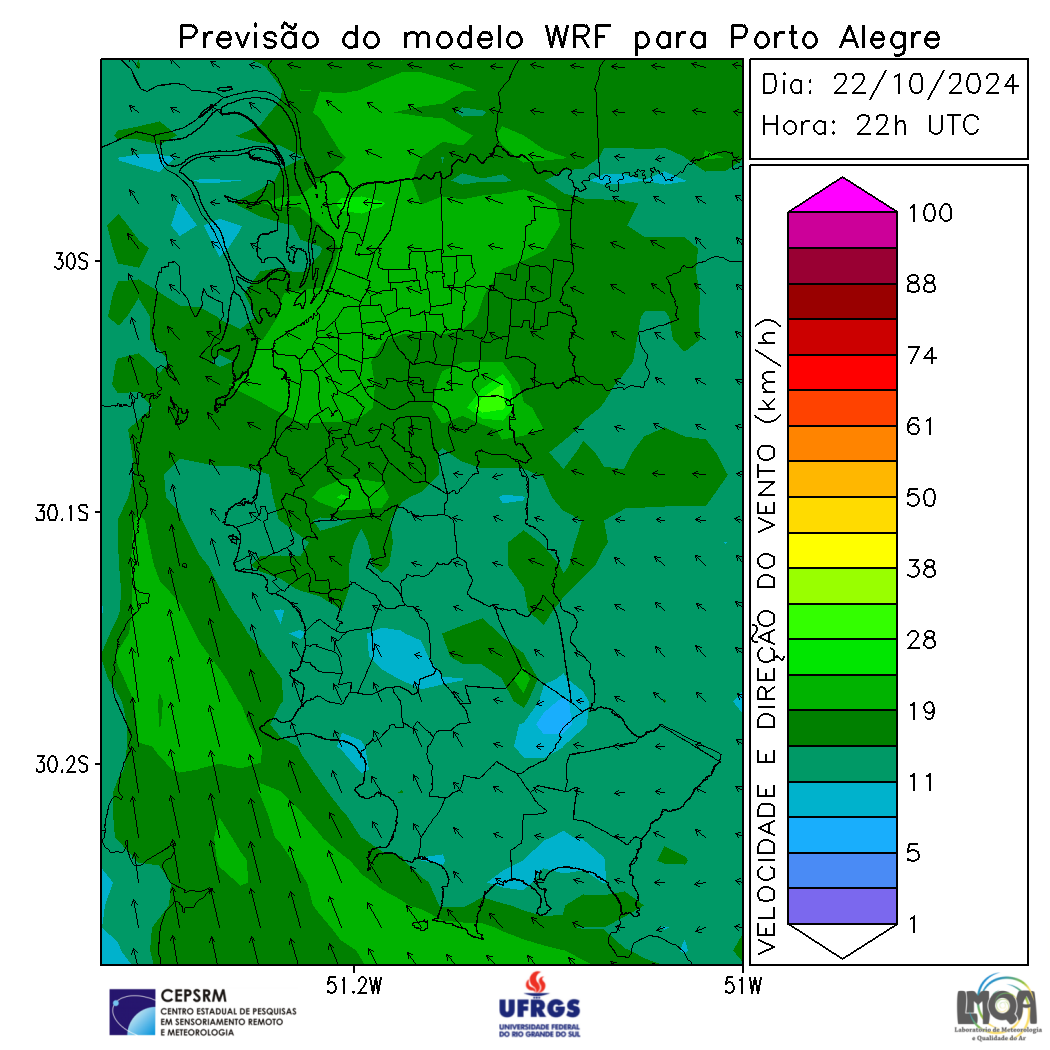 Previsão do modelo WRF para Porto Alegre
Dia: 22/10/2024
Hora: 22h UTC
30S
30.1S
30.2S
51.2W
51W
VELOCIDADE E DIREÇÃO DO VENTO (km/h)
100
88
74
61
50
38
28
19
11
5
1
CEPSRM
CENTRO ESTADUAL DE PESQUISAS
EM SENSORIAMENTO REMOTO
E METEOROLOGIA
UFRGS
UNIVERSIDADE FEDERAL
DO RIO GRANDE DO SUL
LMQA
Laboratório de Meteorologia
e Qualidade do Ar